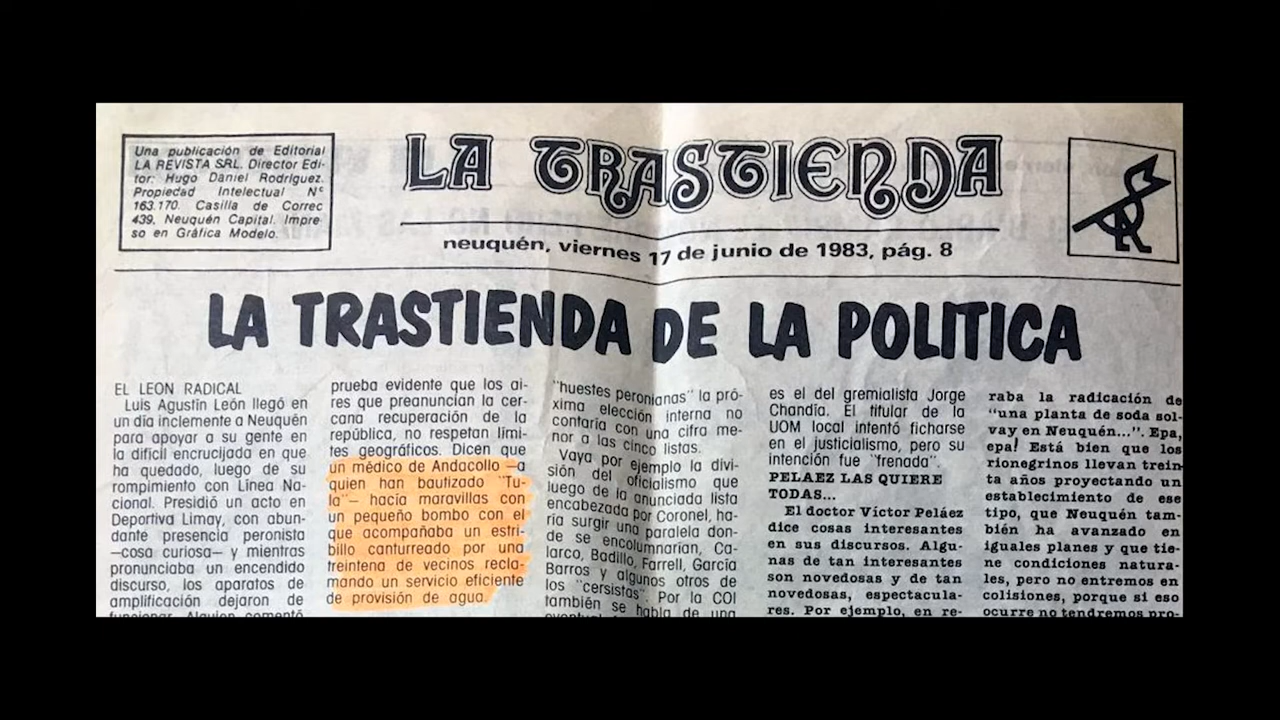 Una publicación de Editorial
LA REVISTA SRL. Director Edi-
tor: Hugo Daniel Rodríguez.
Propiedad Intelectual Nº
163.170. Casilla de Correc
439. Neuquén Capital. Impre-
so en Gráfica Modelo.
LA TRASTIENDA
neuquén, viernes 17 de junio de 1983, pág. 8
LA TRASTIENDA DE LA POLITICA
EL LEON RADICAL
Luis Agustín León llegó en
un día inclemente a Neuquén
para apoyar a su gente en
la difícil encrucijada en que
ha quedado, luego de su
rompimiento con Línea Na-
cional. Presidió un acto en
Deportiva Limay, con abun-
dante presencia peronista
—cosa curiosa— y mientras
pronunciaba un encendido
discurso, los aparatos de
amplificación dejaron de
funcionar. Alguien comentó
prueba evidente que los ai-
res que preanuncian la cer-
cana recuperación de la
república, no respetan lími-
tes geográficos. Dicen que
un médico de Andacollo —a
quien han bautizado "Tu-
la"— hacía maravillas con
un pequeño bombo con el
que acompañaba un estri-
billo canturreado por una
treintena de vecinos recla-
mando un servicio eficiente
de provisión de agua.
"huestes peronianas" la pró-
xima elección interna no
contaría con una cifra me-
nor a las cinco listas.
Vaya por ejemplo la divi-
sión del oficialismo que
luego de la anunciada lista
encabezada por Coronel, ha-
ría surgir una paralela don-
de se encolumnarían, Ca-
larco, Badillo, Farrell, García
Barros y algunos otros de
los "cersistas". Por la COI
también se habla de una
es el del gremialista Jorge
Chandía. El titular de la
UOM local intentó ficharse
en el justicialismo, pero su
intención fue "frenada".
PELAEZ LAS QUIERE
TODAS...
El doctor Víctor Peláez
dice cosas interesantes
en sus discursos. Algu-
nas de tan interesantes
son novedosas y de tan
novedosas, espectacula-
res. Por ejemplo, en re-
raba la radicación de
"una planta de soda sol-
vay en Neuquén...". Epa,
epa! Está bien que los
rionegrinos llevan trein-
ta años proyectando un
establecimiento de ese
tipo, que Neuquén tam-
bién ha avanzado en
iguales planes y que tie-
ne condiciones natura-
les, pero no entremos en
colisiones, porque si eso
ocurre no tendremos pro-